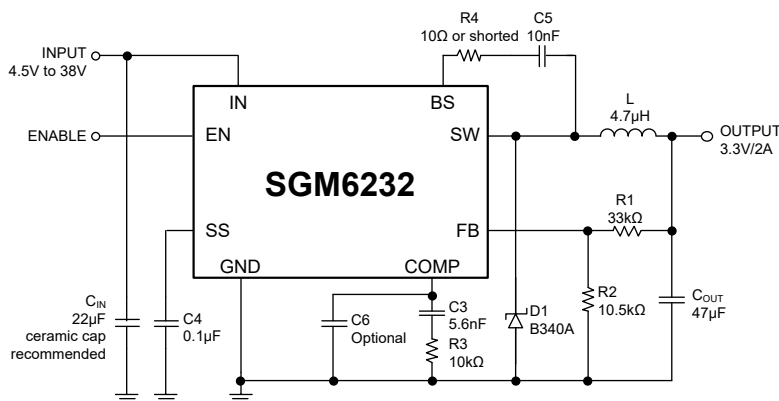 R4
10Ω or shorted
C5
10nF
INPUT
4.5V to 38V
IN
BS
L
4.7µH
ENABLE
EN
SW
OUTPUT
3.3V/2A
SGM6232
R1
33kΩ
SS
FB
GND
COMP
CIN
22µF
ceramic cap
recommended
C4
0.1µF
C6
Optional
C3
5.6nF
R3
10kΩ
D1
B340A
R2
10.5kΩ
COUT
47µF